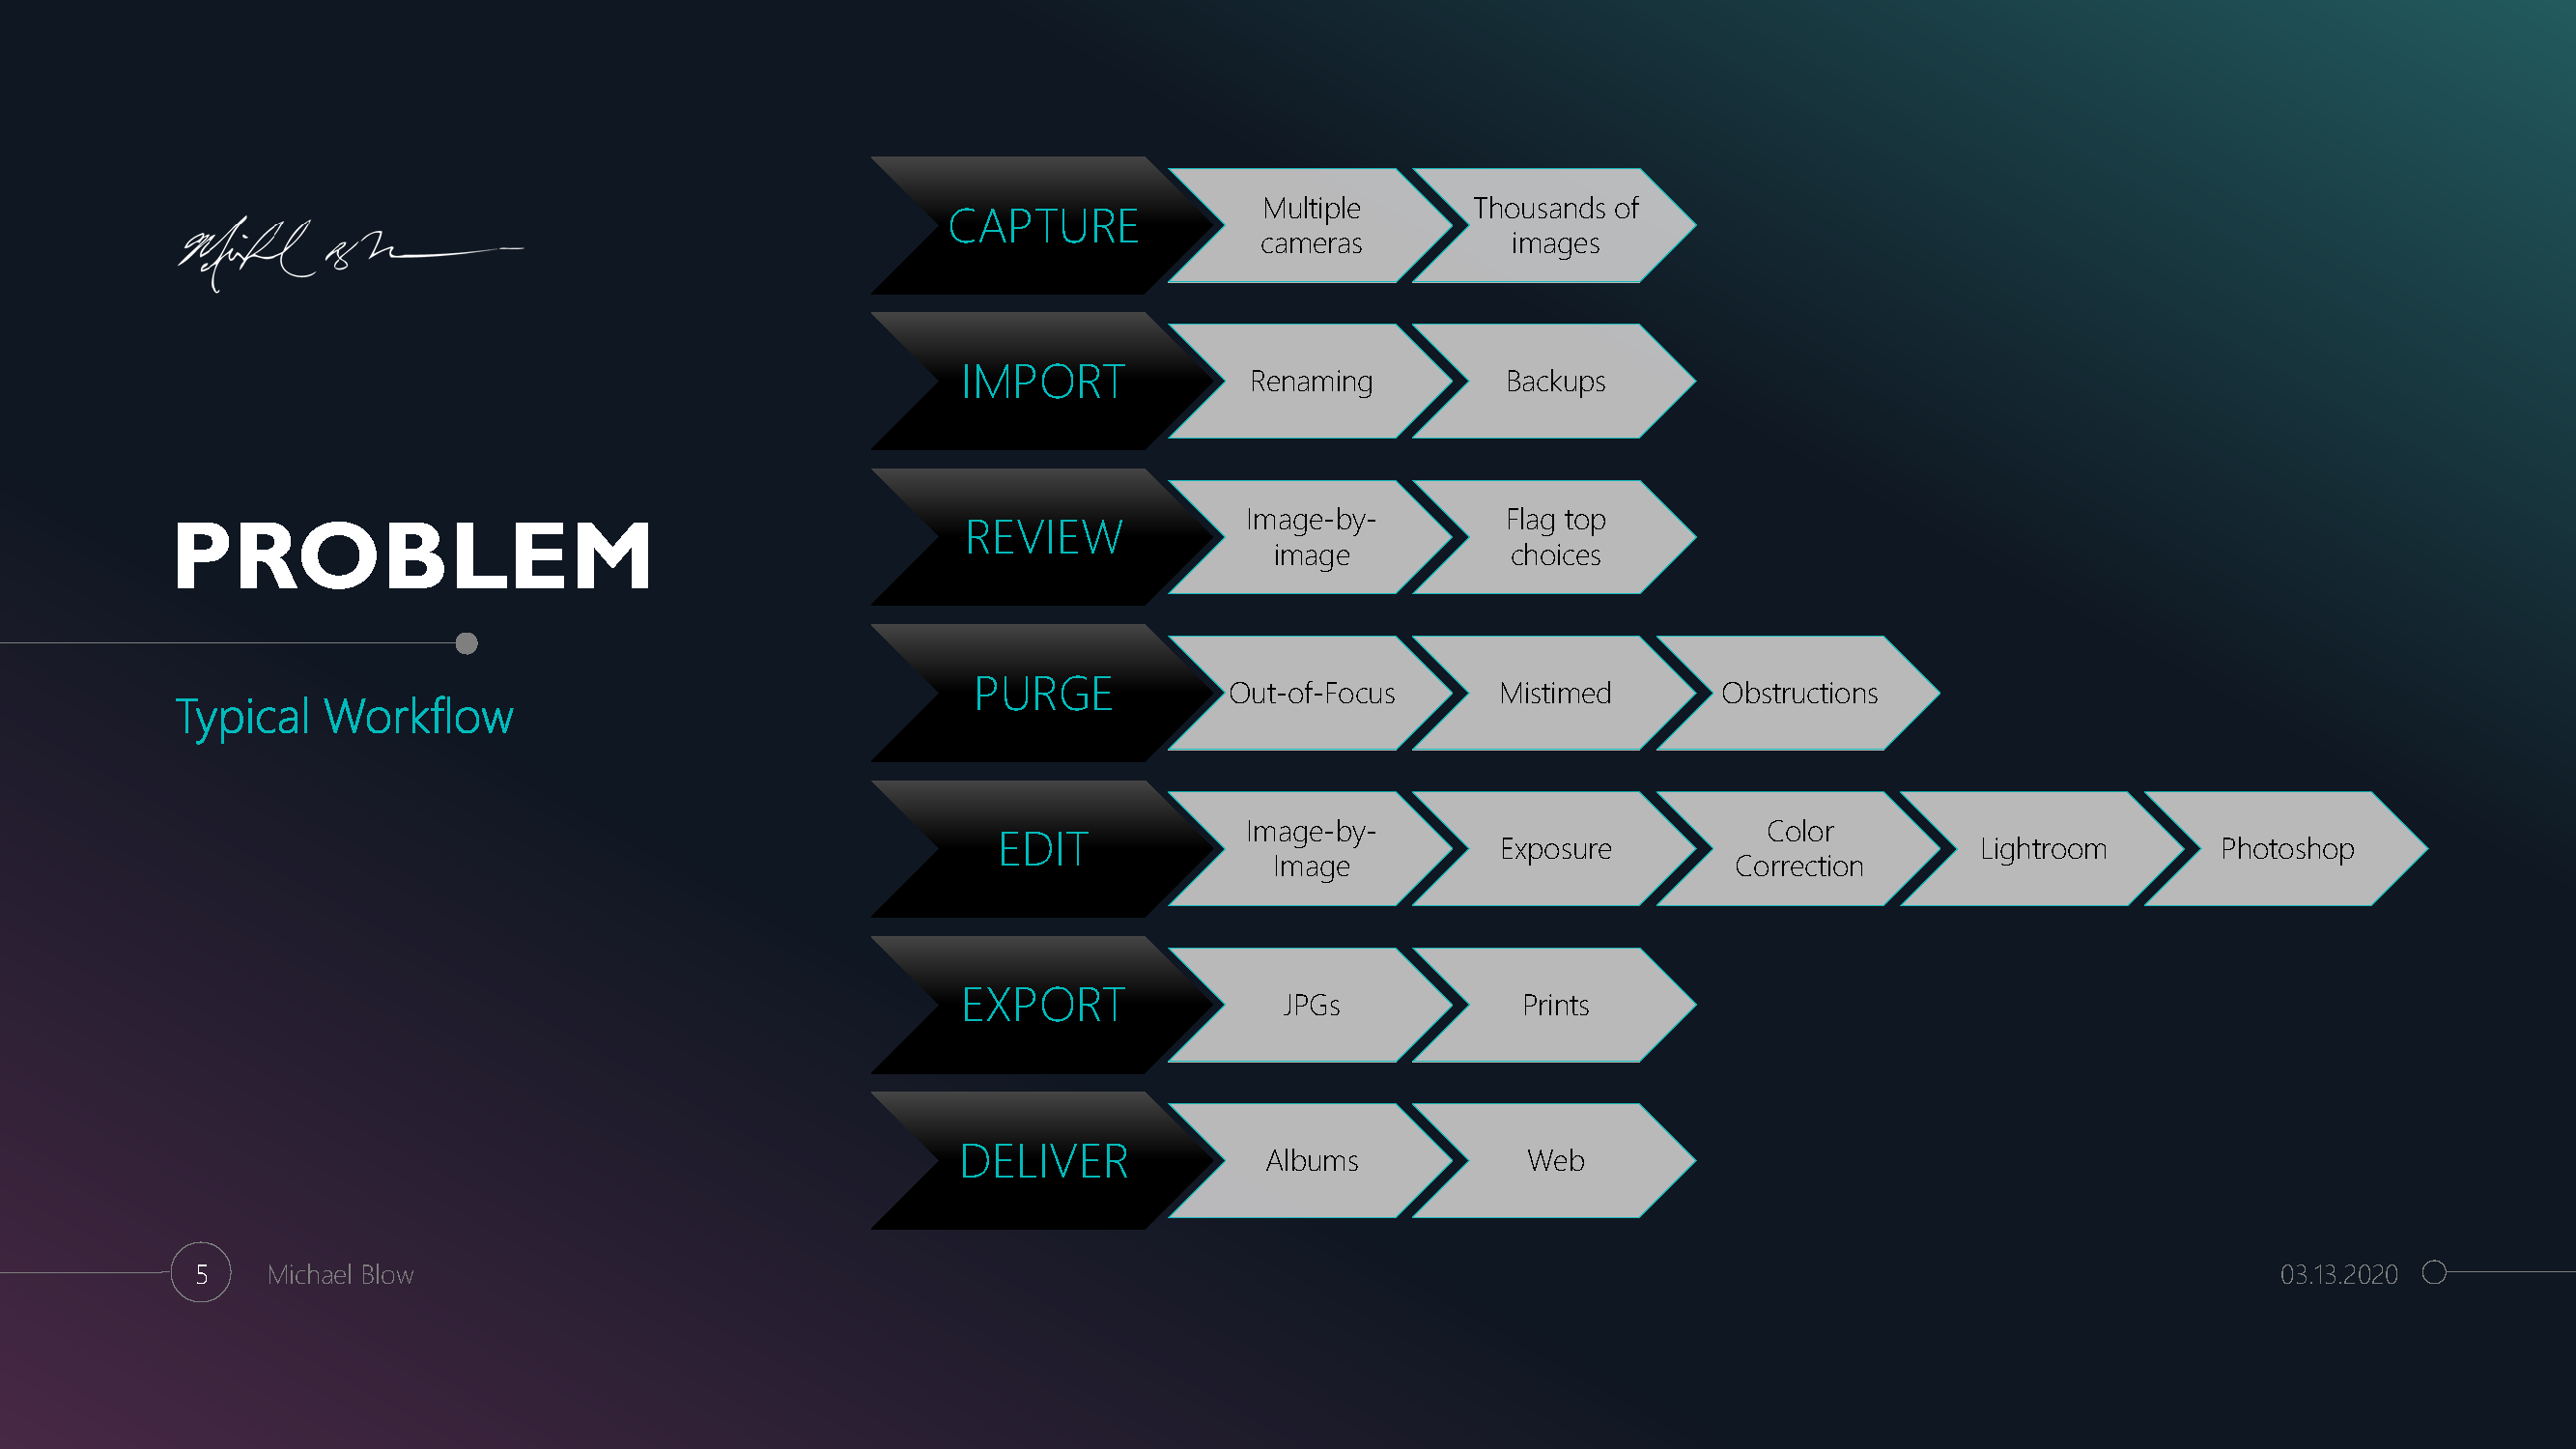 PROBLEM
Typical Workflow
CAPTURE
Multiple
cameras
Thousands of
images
IMPORT
Renaming
Backups
REVIEW
Image-by-
image
Flag top
choices
PURGE
Out-of-Focus
Mistimed
Obstructions
EDIT
Image-by-
Image
Exposure
Color
Correction
Lightroom
Photoshop
EXPORT
JPGs
Prints
DELIVER
Albums
Web
5
Michael Blow
03.13.2020